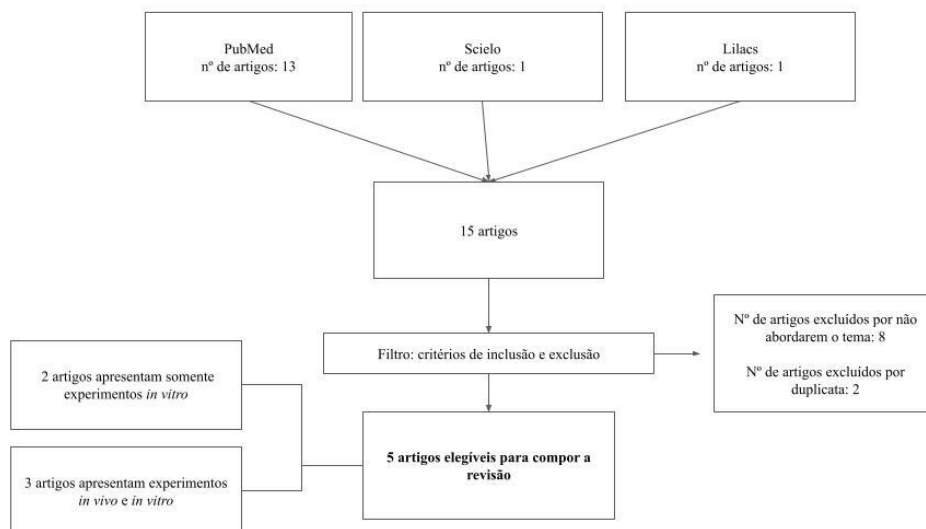 PubMed
nº de artigos: 13
Scielo
nº de artigos: 1
Lilacs
nº de artigos: 1
15 artigos
Filtro: critérios de inclusão e exclusão
Nº de artigos excluídos por não
abordarem o tema: 8
Nº de artigos excluídos por
duplicata: 2
2 artigos apresentam somente
experimentos in vitro
5 artigos elegíveis para compor a
revisão
3 artigos apresentam experimentos
in vivo e in vitro